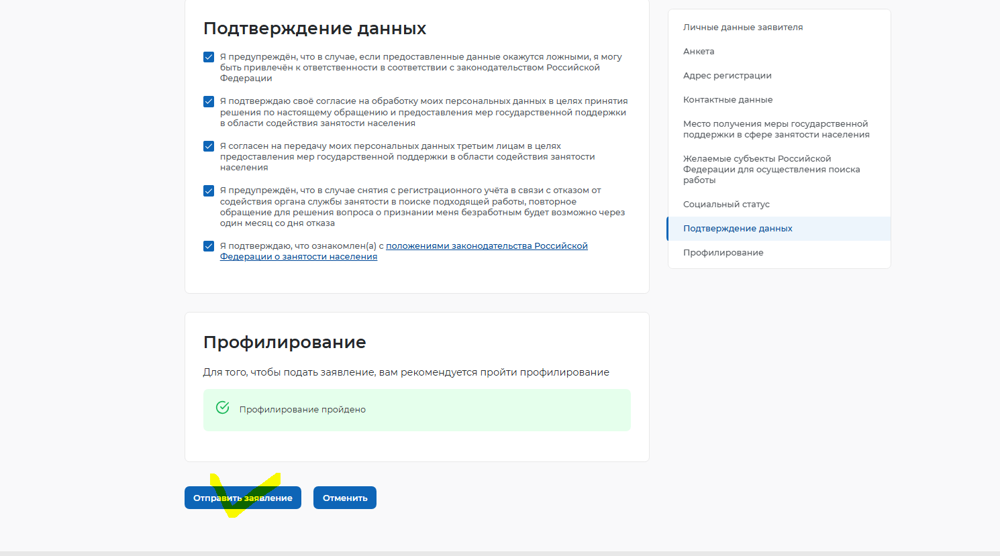 Подтверждение данных
Я предупреждён, что в случае, если предоставленные данные окажутся ложными, я могу
быть привлечён к ответственности в соответствии с законодательством Российской
Федерации
Я подтверждаю своё согласие на обработку моих персональных данных в целях принятия
решения по настоящему обращению и предоставления мер государственной поддержки
в области содействия занятости населения
Я согласен на передачу моих персональных данных третьим лицам в целях
предоставления мер государственной поддержки в области содействия занятости
населения
Я предупреждён, что в случае снятия с регистрационного учёта в связи с отказом от
содействия органа службы занятости в поиске подходящей работы, повторное
обращение для решения вопроса о признании меня безработным будет возможно через
один месяц со дня отказа
Я подтверждаю, что ознакомлен(а) с положениями законодательства Российской
Федерации о занятости населения
Профилирование
Для того, чтобы подать заявление, вам рекомендуется пройти профилирование
Профилирование пройдено
Отправить заявление
Отменить
Личные данные заявителя
Анкета
Адрес регистрации
Контактные данные
Место получения меры государственной
поддержки в сфере занятости населения
Желаемые субъекты Российской
Федерации для осуществления поиска
работы
Социальный статус
Подтверждение данных
Профилирование